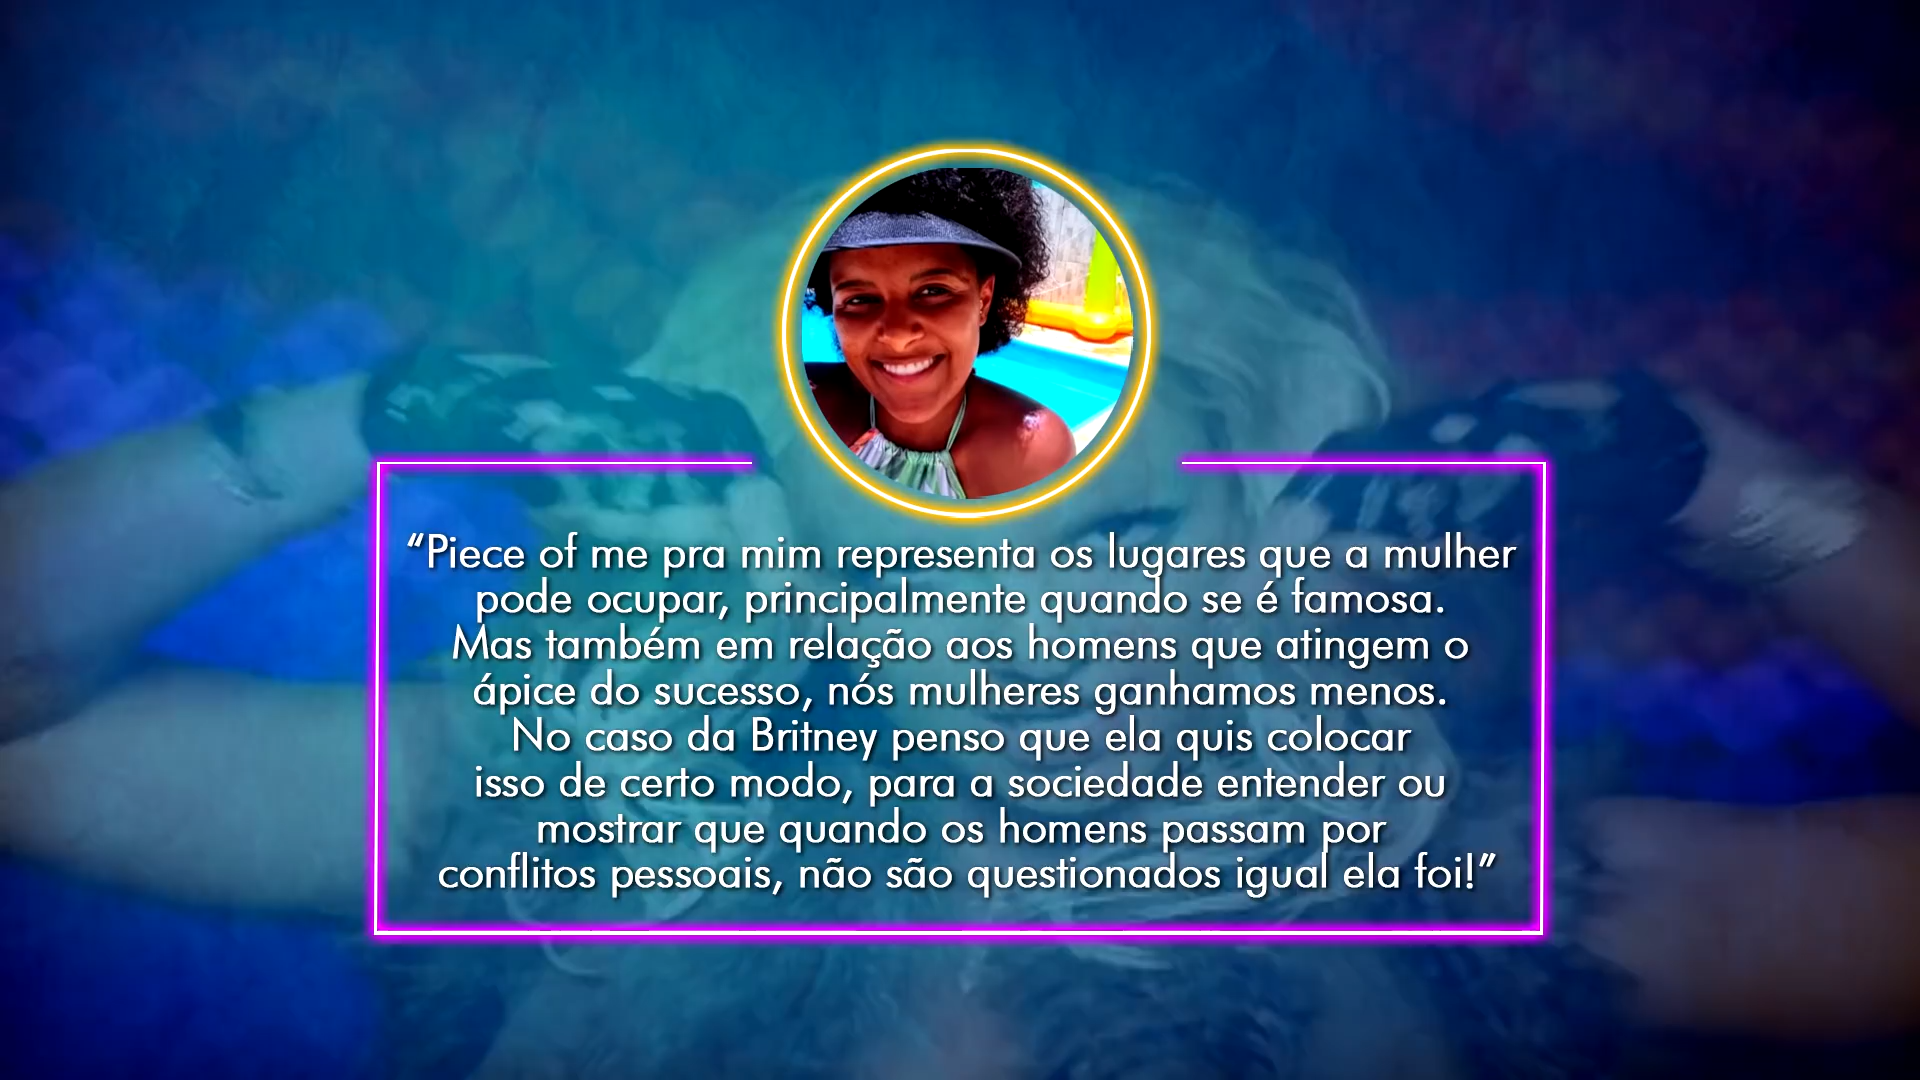 “Piece of me pra mim representa os lugares que a mulher
pode ocupar, principalmente quando se é famosa.
Mas também em relação aos homens que atingem o
ápice do sucesso, nós mulheres ganhamos menos.
No caso da Britney penso que ela quis colocar
isso de certo modo, para a sociedade entender ou
mostrar que quando os homens passam por
conflitos pessoais, não são questionados igual ela foi!”